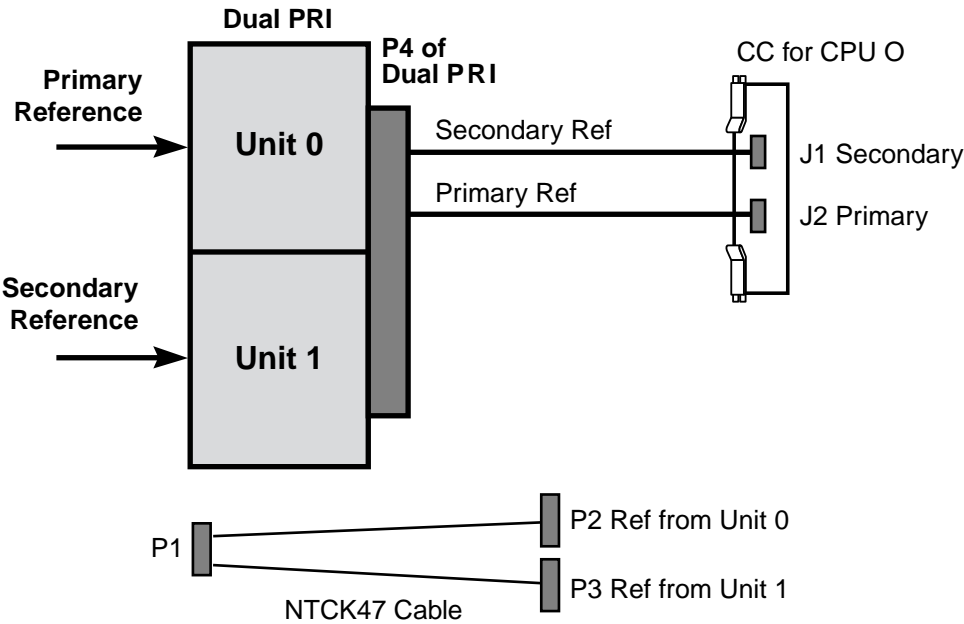 Dual PRI
P4 of
Dual PRI
CC for CPU O
Primary
Reference
Unit 0
Secondary Ref
J1 Secondary
Primary Ref
J2 Primary
Secondary
Reference
Unit 1
P1
P2 Ref from Unit 0
P3 Ref from Unit 1
NTCK47 Cable